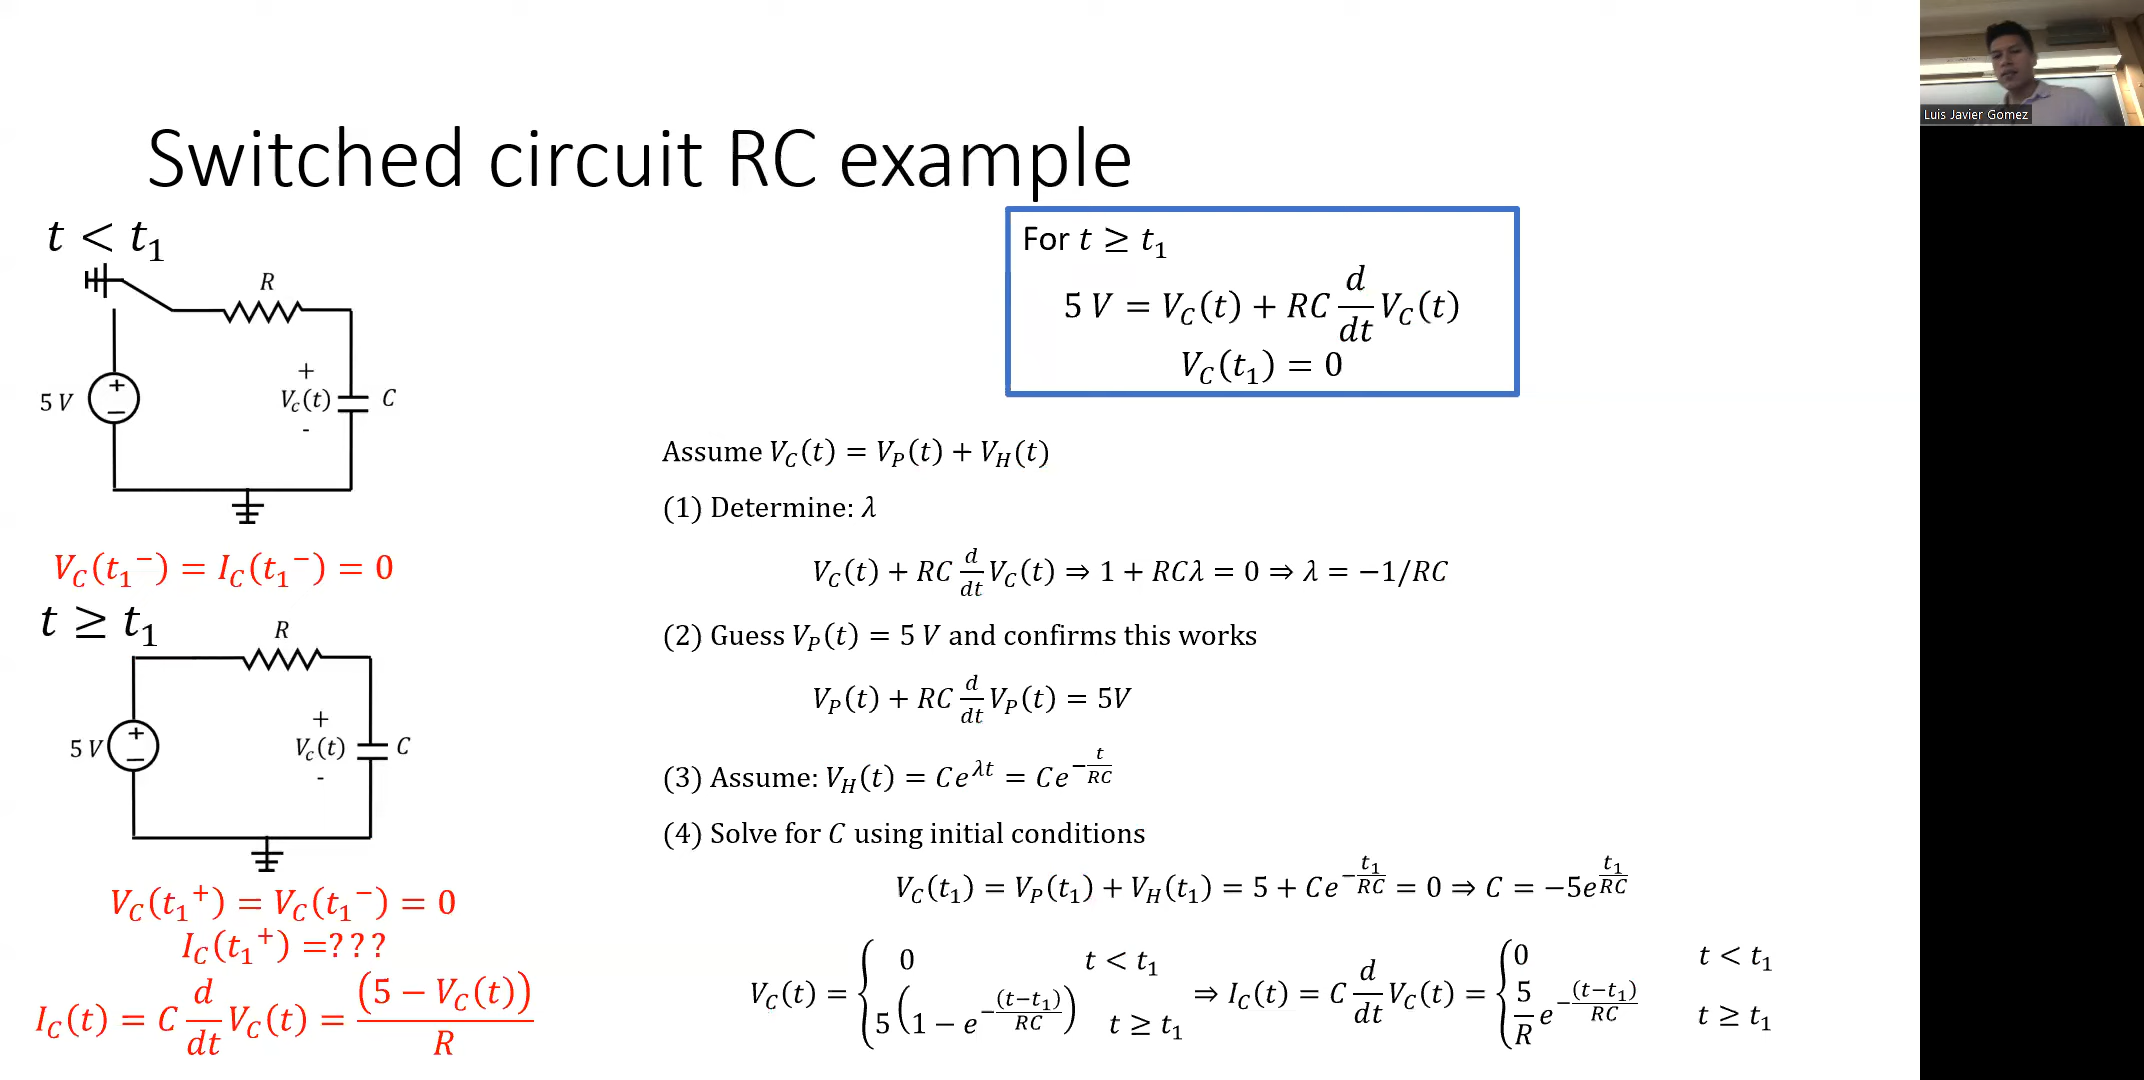 Luis Javier Gomez
Switched circuit RC example
t < t₁
R
5 V
+
V_c(t)
-
C
V_C(t₁⁻) = I_C(t₁⁻) = 0
t ≥ t₁
R
5 V
+
V_c(t)
-
C
V_C(t₁⁺) = V_C(t₁⁻) = 0
I_C(t₁⁺) =???
I_C(t) = C d/dt V_C(t) = (5 − V_C(t))/R
For t ≥ t₁
5 V = V_C(t) + RC d/dt V_C(t)
V_C(t₁) = 0
Assume V_C(t) = V_P(t) + V_H(t)
(1) Determine: λ
V_C(t) + RC d/dt V_C(t) ⇒ 1 + RCλ = 0 ⇒ λ = −1/RC
(2) Guess V_P(t) = 5 V and confirms this works
V_P(t) + RC d/dt V_P(t) = 5V
(3) Assume: V_H(t) = Ce^{λt} = Ce^{−t/RC}
(4) Solve for C using initial conditions
V_C(t₁) = V_P(t₁) + V_H(t₁) = 5 + Ce^{−t₁/RC} = 0 ⇒ C = −5e^{t₁/RC}
V_C(t) = { 0 t < t₁ ; 5(1 − e^{−(t−t₁)/RC}) t ≥ t₁ ⇒ I_C(t) = C d/dt V_C(t) = { 0 t < t₁ ; 5/R e^{−(t−t₁)/RC} t ≥ t₁